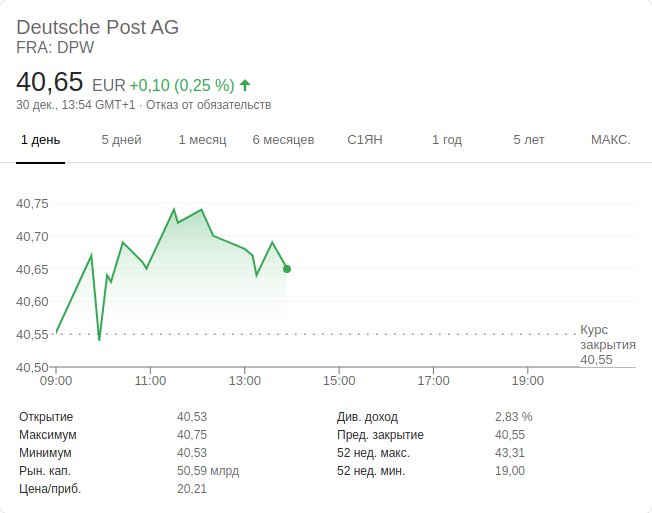 Deutsche Post AG
FRA: DPW
40,65 EUR +0,10 (0,25 %)
30 дек., 13:54 GMT+1 · Отказ от обязательств
1 день 5 дней 1 месяц 6 месяцев С1ЯН 1 год 5 лет МАКС.
40,75
40,70
40,65
40,60
40,55
40,50
Курс
закрытия
40,55
09:00 11:00 13:00 15:00 17:00 19:00
Открытие 40,53 Див. доход 2,83 %
Максимум 40,75 Пред. закрытие 40,55
Минимум 40,53 52 нед. макс. 43,31
Рын. кап. 50,59 млрд 52 нед. мин. 19,00
Цена/приб. 20,21